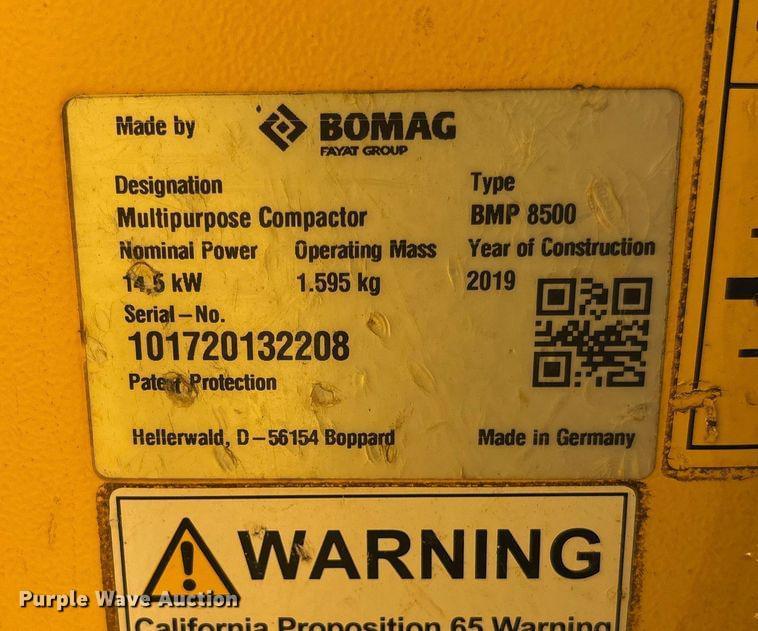 Made by BOMAG
FAYAT GROUP
Designation Type
Multipurpose Compactor BMP 8500
Nominal Power Operating Mass Year of Construction
14,5 kW 1.595 kg 2019
Serial-No.
101720132208
Patent Protection
Hellerwald, D-56154 Boppard Made in Germany
WARNING
Purple Wave Auction
California Proposition 65 Warning